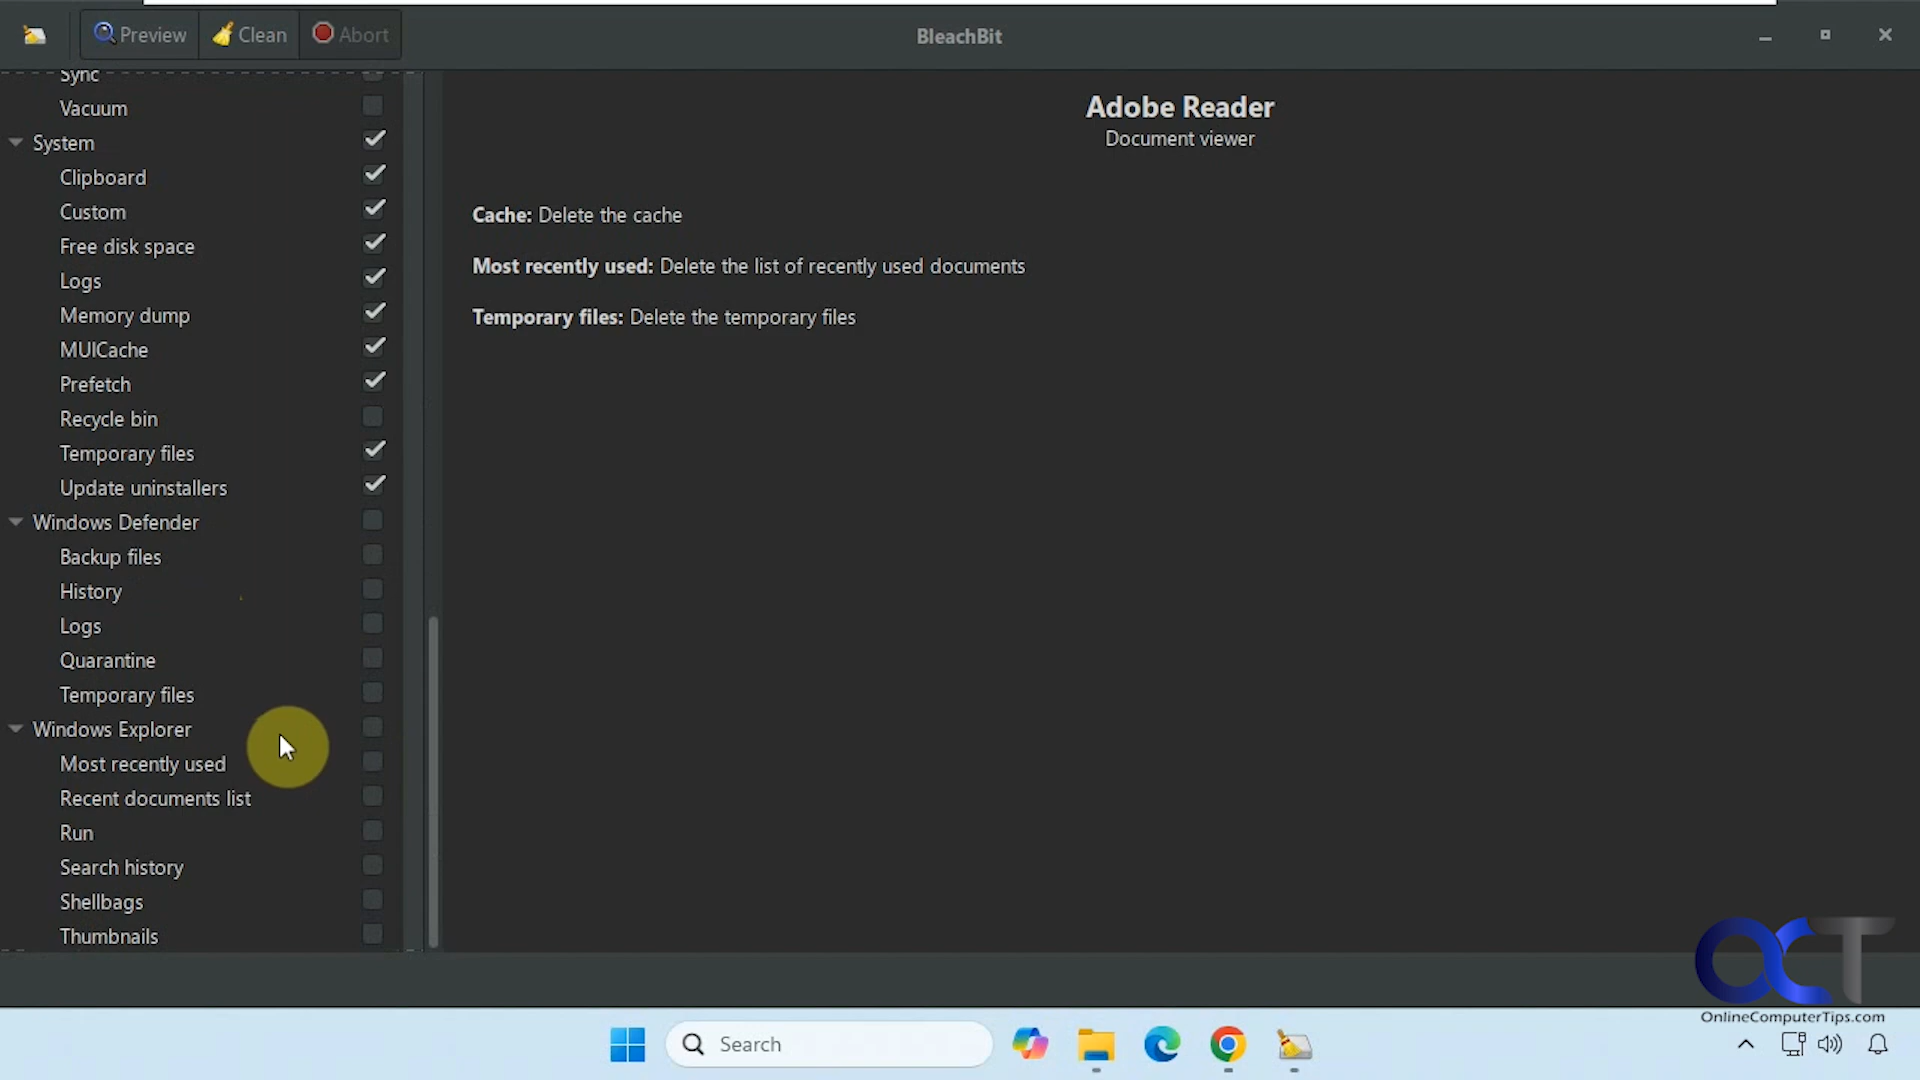 Preview
Clean
Abort
BleachBit
Sync
Vacuum
System
Clipboard
Custom
Free disk space
Logs
Memory dump
MUICache
Prefetch
Recycle bin
Temporary files
Update uninstallers
Windows Defender
Backup files
History
Logs
Quarantine
Temporary files
Windows Explorer
Most recently used
Recent documents list
Run
Search history
Shellbags
Thumbnails
Adobe Reader
Document viewer
Cache: Delete the cache
Most recently used: Delete the list of recently used documents
Temporary files: Delete the temporary files
OCT
OnlineComputerTips.com
Search